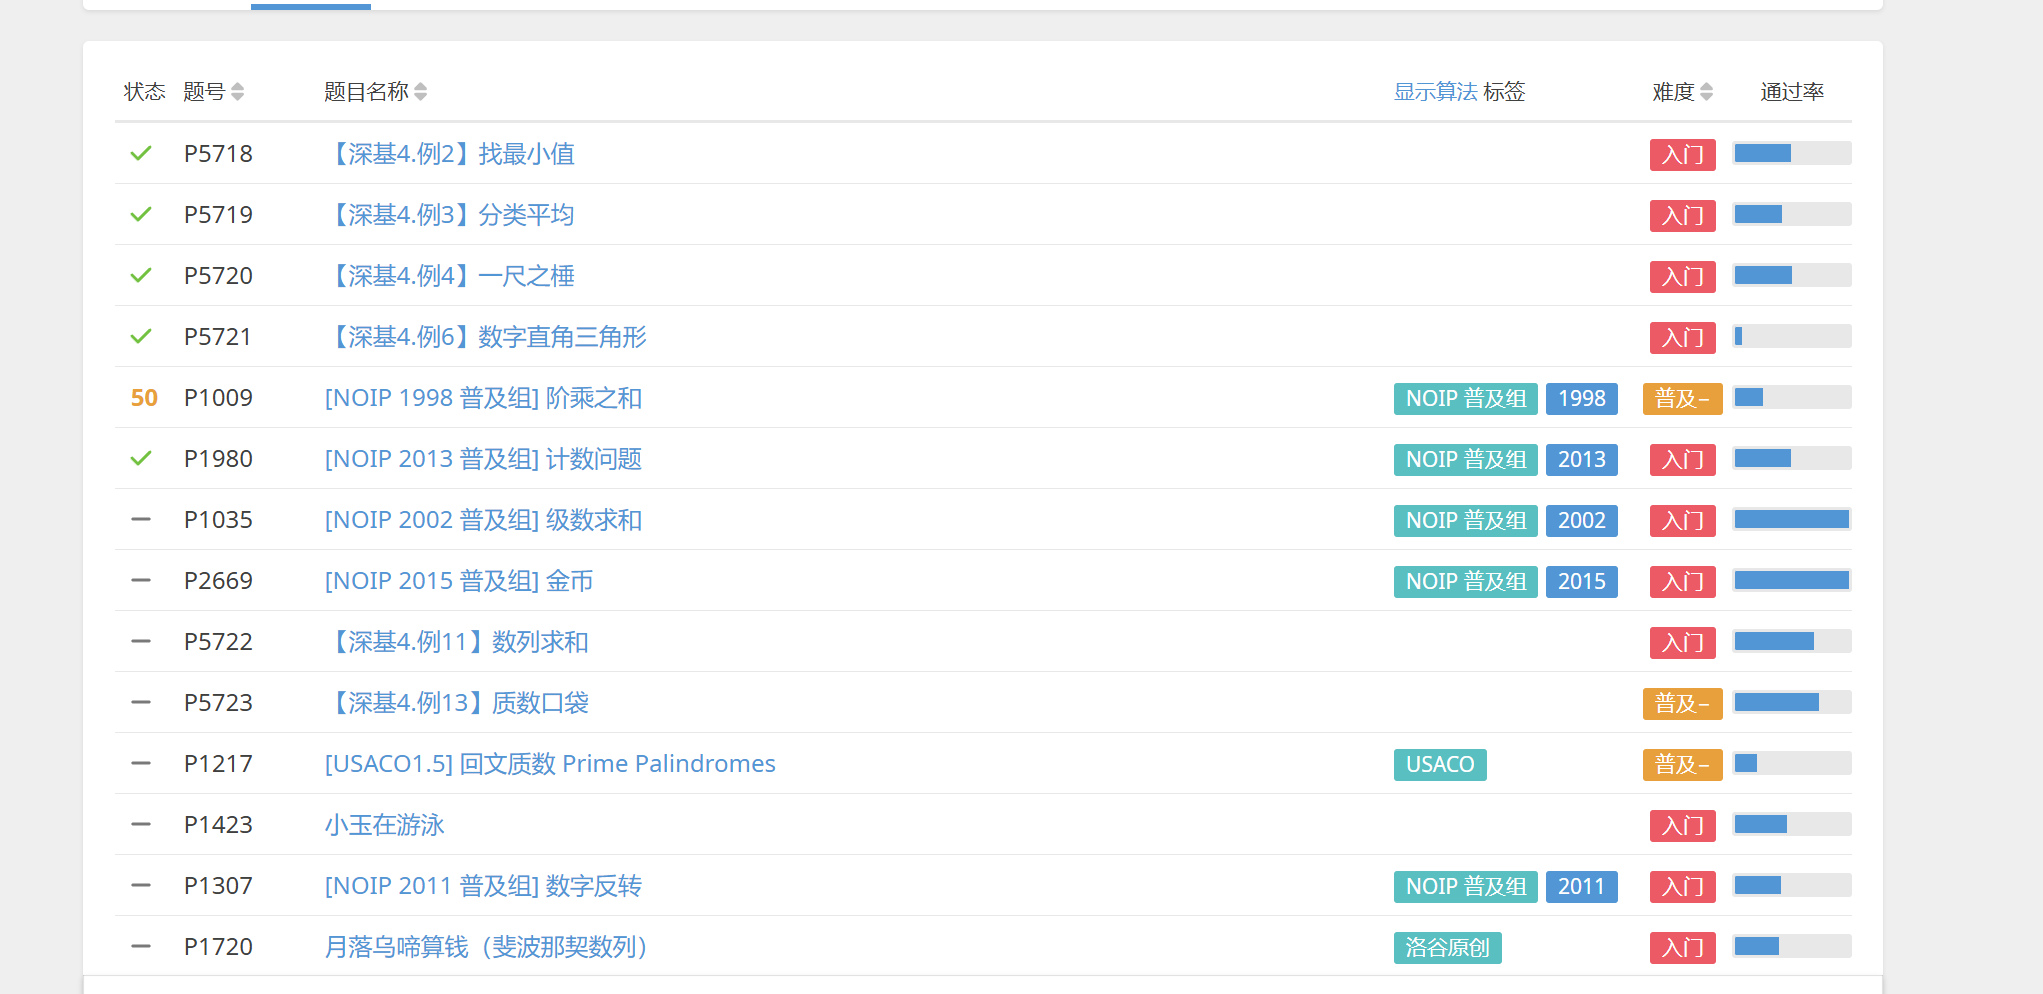 状态 题号 题目名称 显示算法 标签 难度 通过率
P5718 【深基4.例2】找最小值 入门
P5719 【深基4.例3】分类平均 入门
P5720 【深基4.例4】一尺之棰 入门
P5721 【深基4.例6】数字直角三角形 入门
50 P1009 [NOIP 1998 普及组] 阶乘之和 NOIP 普及组 1998 普及−
P1980 [NOIP 2013 普及组] 计数问题 NOIP 普及组 2013 入门
P1035 [NOIP 2002 普及组] 级数求和 NOIP 普及组 2002 入门
P2669 [NOIP 2015 普及组] 金币 NOIP 普及组 2015 入门
P5722 【深基4.例11】数列求和 入门
P5723 【深基4.例13】质数口袋 普及−
P1217 [USACO1.5] 回文质数 Prime Palindromes USACO 普及−
P1423 小玉在游泳 入门
P1307 [NOIP 2011 普及组] 数字反转 NOIP 普及组 2011 入门
P1720 月落乌啼算钱（斐波那契数列） 洛谷原创 入门